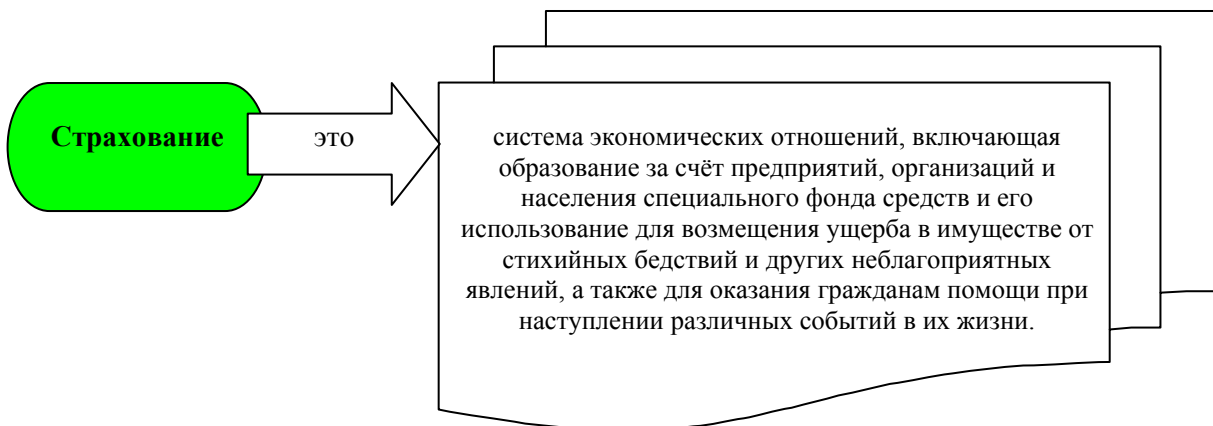 Страхование
это
система экономических отношений, включающая
образование за счёт предприятий, организаций и
населения специального фонда средств и его
использование для возмещения ущерба в имуществе от
стихийных бедствий и других неблагоприятных
явлений, а также для оказания гражданам помощи при
наступлении различных событий в их жизни.